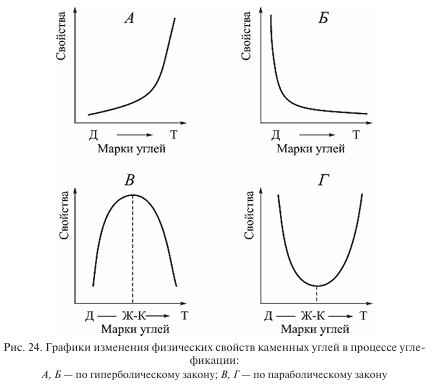 А
Свойства
Д Т
Марки углей
Б
Свойства
Д Т
Марки углей
В
Свойства
Д Ж-К Т
Марки углей
Г
Свойства
Д Ж-К Т
Марки углей
Рис. 24. Графики изменения физических свойств каменных углей в процессе угле-
фикации:
А, Б — по гиперболическому закону; В, Г — по параболическому закону